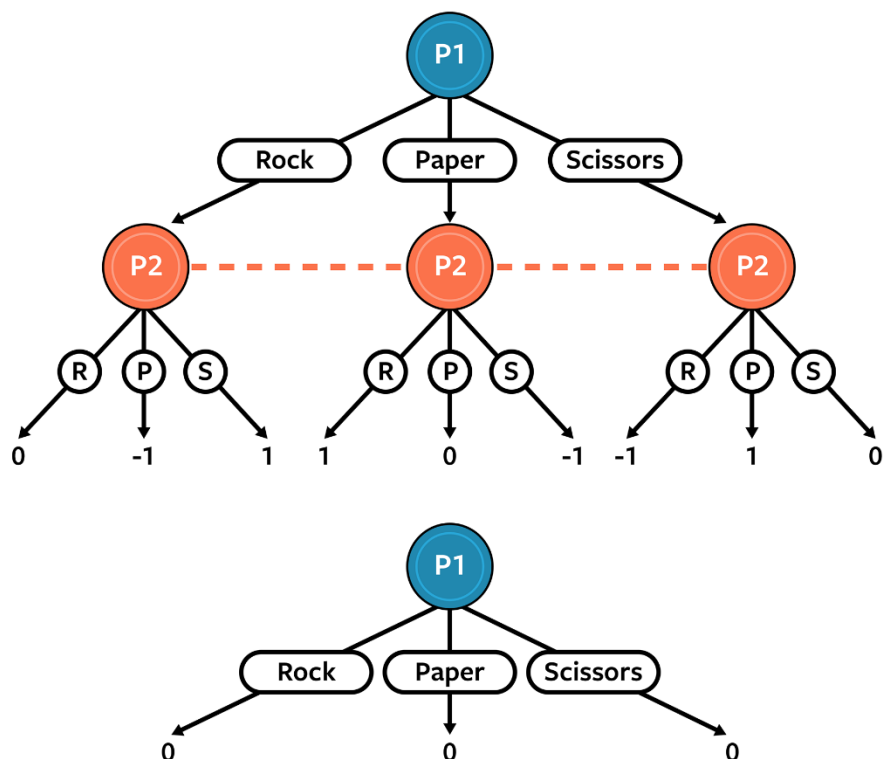 P1
Rock Paper Scissors
P2 P2 P2
R P S R P S R P S
0 -1 1 1 0 -1 -1 1 0
P1
Rock Paper Scissors
0 0 0